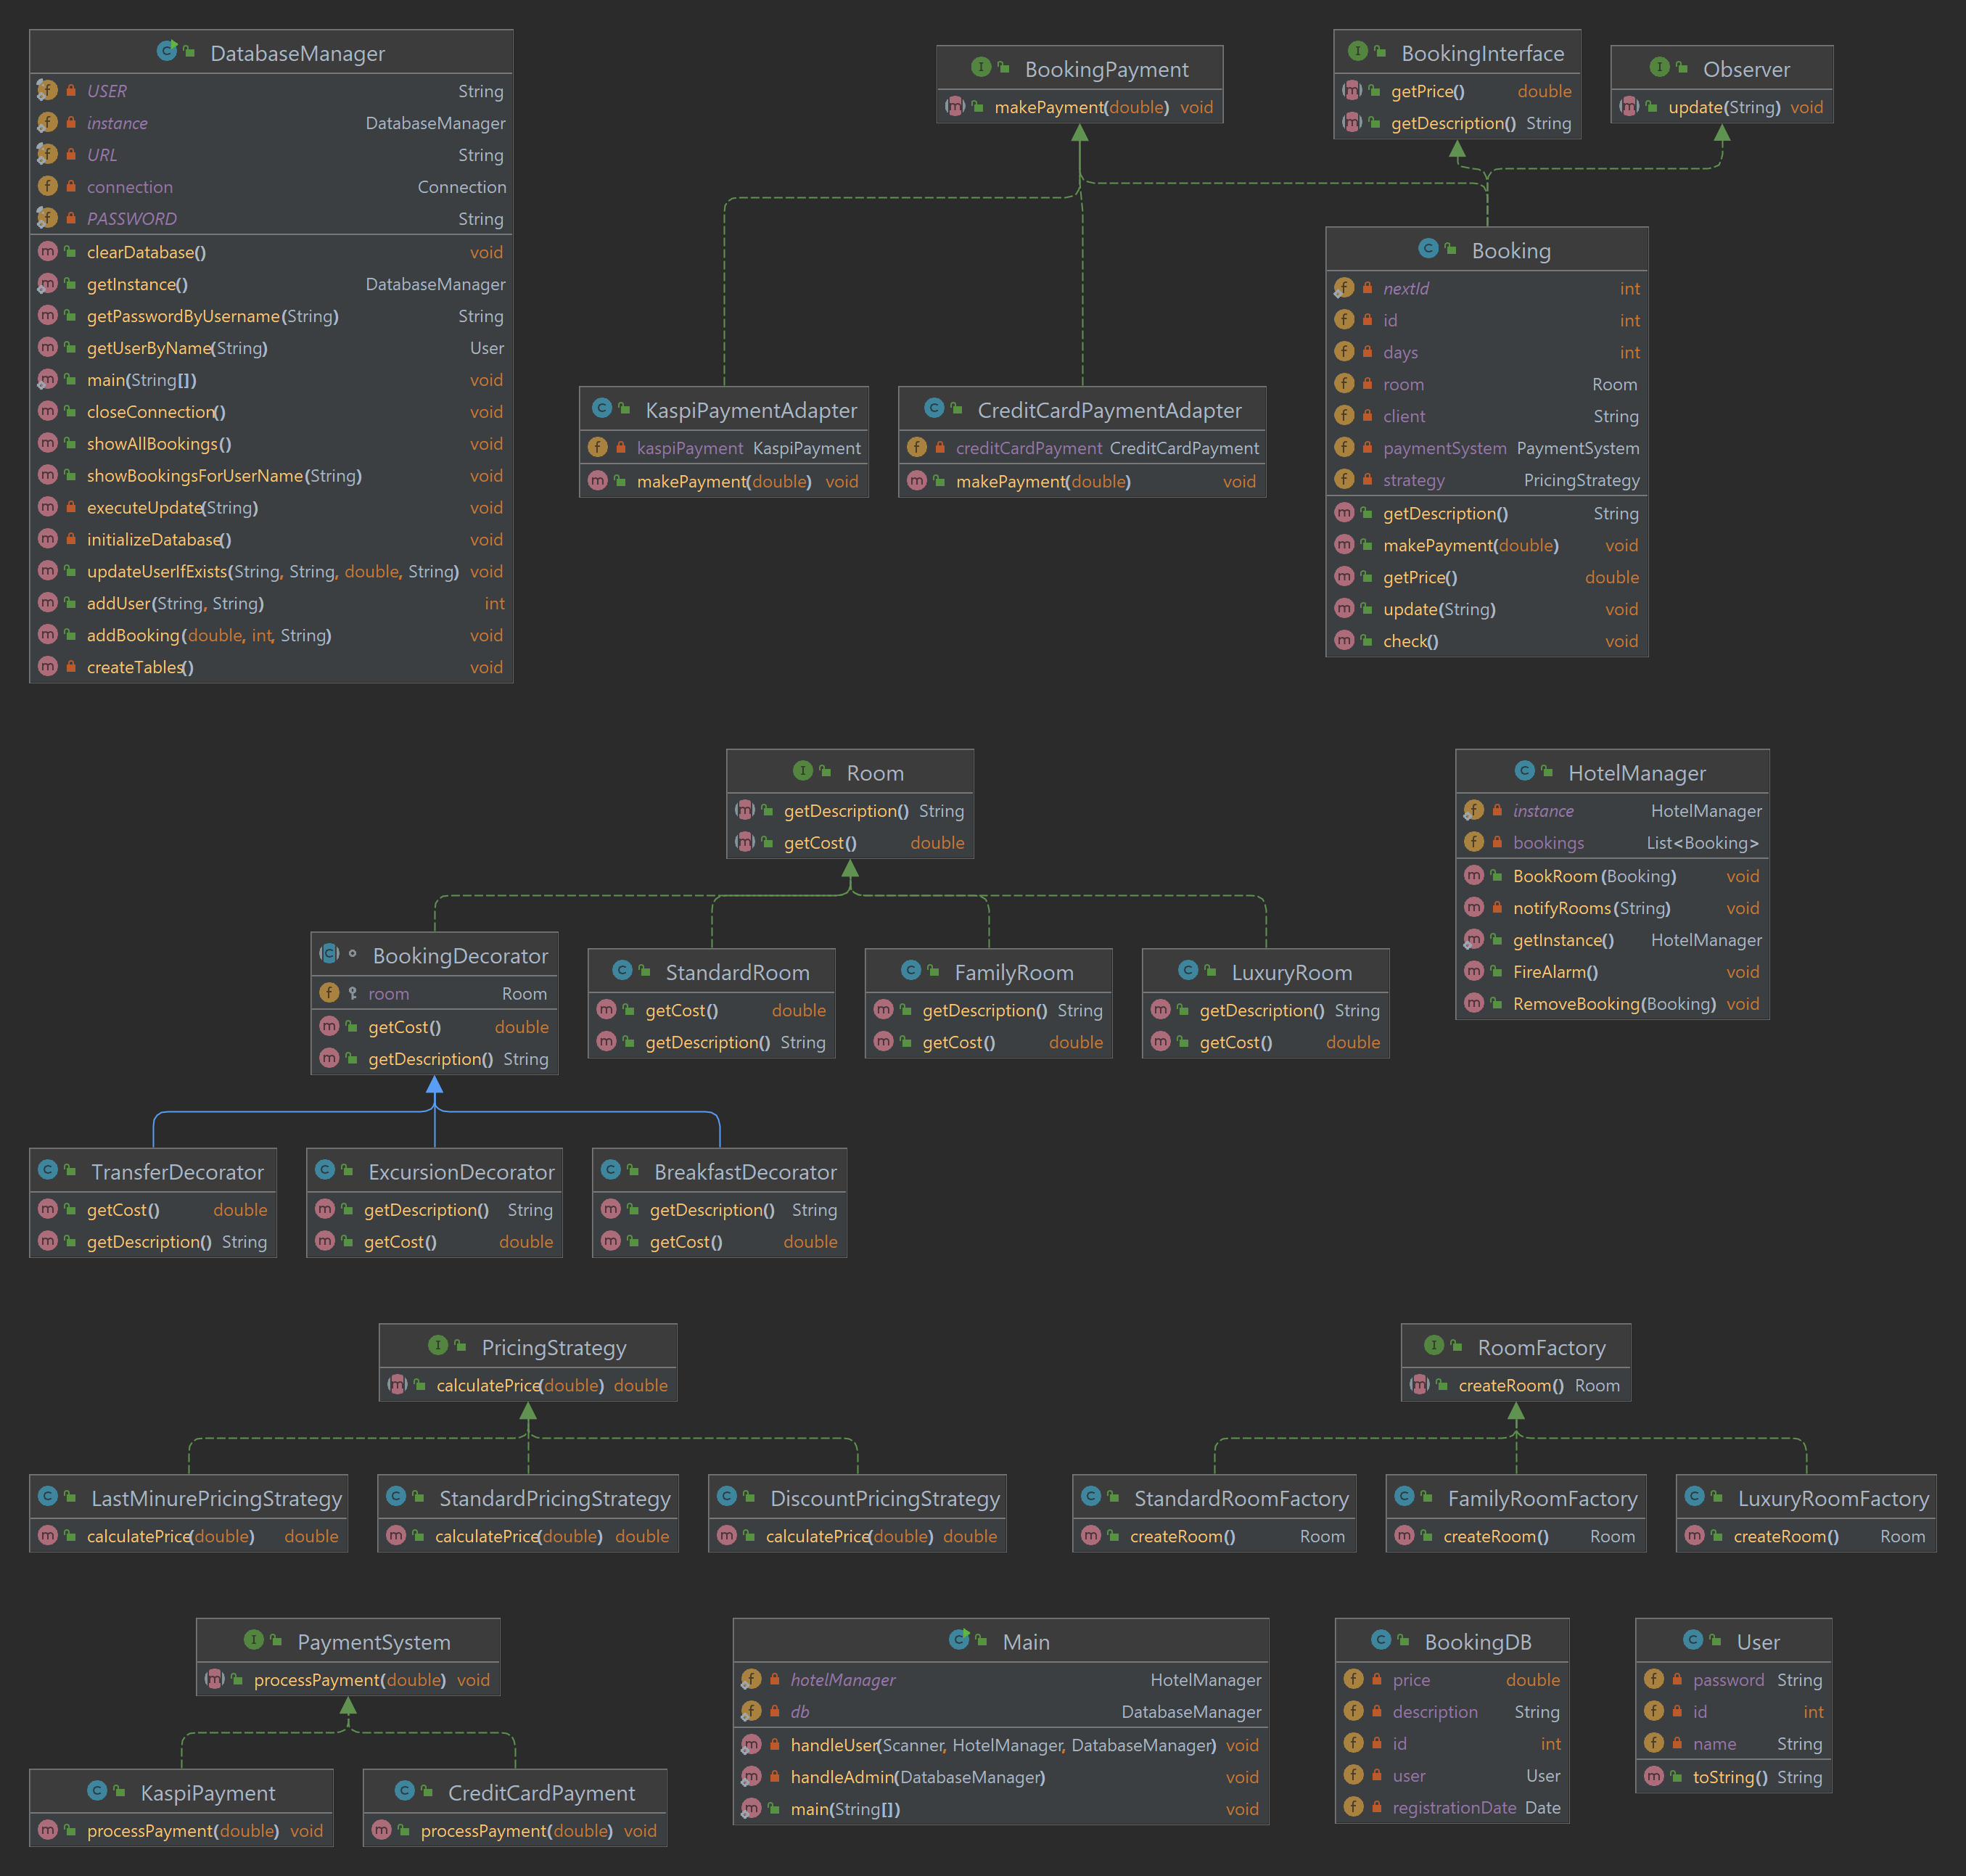 DatabaseManager
USER String
instance DatabaseManager
URL String
connection Connection
PASSWORD String
clearDatabase() void
getInstance() DatabaseManager
getPasswordByUsername(String) String
getUserByName(String) User
main(String[]) void
closeConnection() void
showAllBookings() void
showBookingsForUserName(String) void
executeUpdate(String) void
initializeDatabase() void
updateUserIfExists(String, String, double, String) void
addUser(String, String) int
addBooking(double, int, String) void
createTables() void
BookingPayment
makePayment(double) void
BookingInterface
getPrice() double
getDescription() String
Observer
update(String) void
KaspiPaymentAdapter
kaspiPayment KaspiPayment
makePayment(double) void
CreditCardPaymentAdapter
creditCardPayment CreditCardPayment
makePayment(double) void
Booking
nextId int
id int
days int
room Room
client String
paymentSystem PaymentSystem
strategy PricingStrategy
getDescription() String
makePayment(double) void
getPrice() double
update(String) void
check() void
Room
getDescription() String
getCost() double
HotelManager
instance HotelManager
bookings List<Booking>
BookRoom(Booking) void
notifyRooms(String) void
getInstance() HotelManager
FireAlarm() void
RemoveBooking(Booking) void
BookingDecorator
room Room
getCost() double
getDescription() String
StandardRoom
getCost() double
getDescription() String
FamilyRoom
getDescription() String
getCost() double
LuxuryRoom
getDescription() String
getCost() double
TransferDecorator
getCost() double
getDescription() String
ExcursionDecorator
getDescription() String
getCost() double
BreakfastDecorator
getDescription() String
getCost() double
PricingStrategy
calculatePrice(double) double
RoomFactory
createRoom() Room
LastMinurePricingStrategy
calculatePrice(double) double
StandardPricingStrategy
calculatePrice(double) double
DiscountPricingStrategy
calculatePrice(double) double
StandardRoomFactory
createRoom() Room
FamilyRoomFactory
createRoom() Room
LuxuryRoomFactory
createRoom() Room
PaymentSystem
processPayment(double) void
KaspiPayment
processPayment(double) void
CreditCardPayment
processPayment(double) void
Main
hotelManager HotelManager
db DatabaseManager
handleUser(Scanner, HotelManager, DatabaseManager) void
handleAdmin(DatabaseManager) void
main(String[]) void
BookingDB
price double
description String
id int
user User
registrationDate Date
User
password String
id int
name String
toString() String